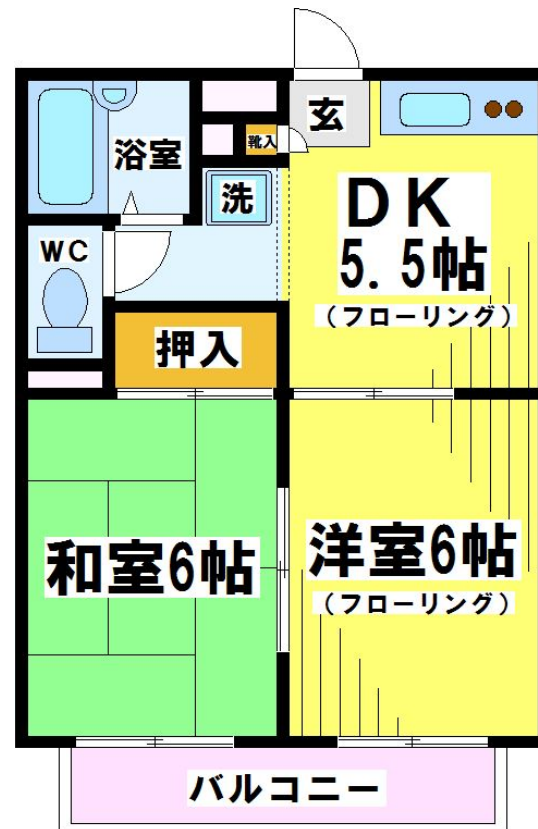 玄
靴入
浴室
洗
DK
5.5帖
(フローリング)
WC
押入
和室6帖
洋室6帖
(フローリング)
バルコニー